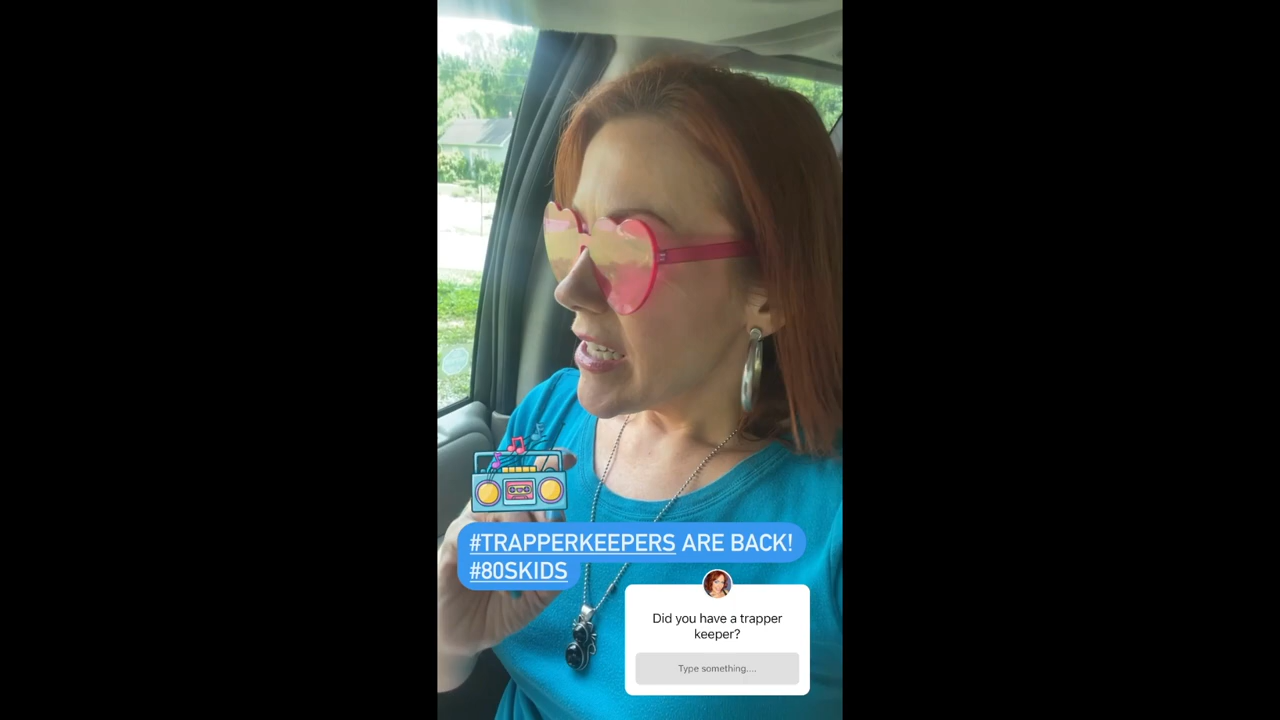 #TRAPPERKEEPERS ARE BACK!
#80SKIDS
Did you have a trapper
keeper?
Type something....